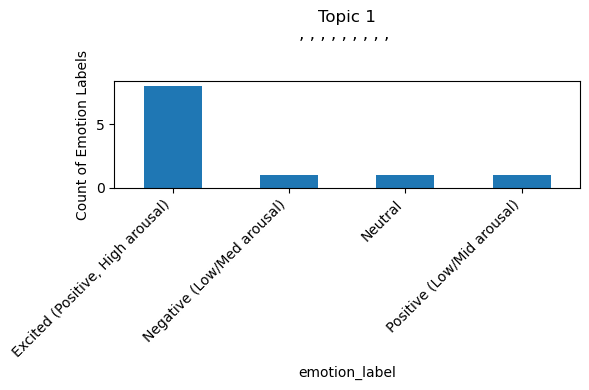 Topic 1
, , , , , , , , ,
Count of Emotion Labels
5
0
Excited (Positive, High arousal)
Negative (Low/Med arousal)
Neutral
Positive (Low/Mid arousal)
emotion_label